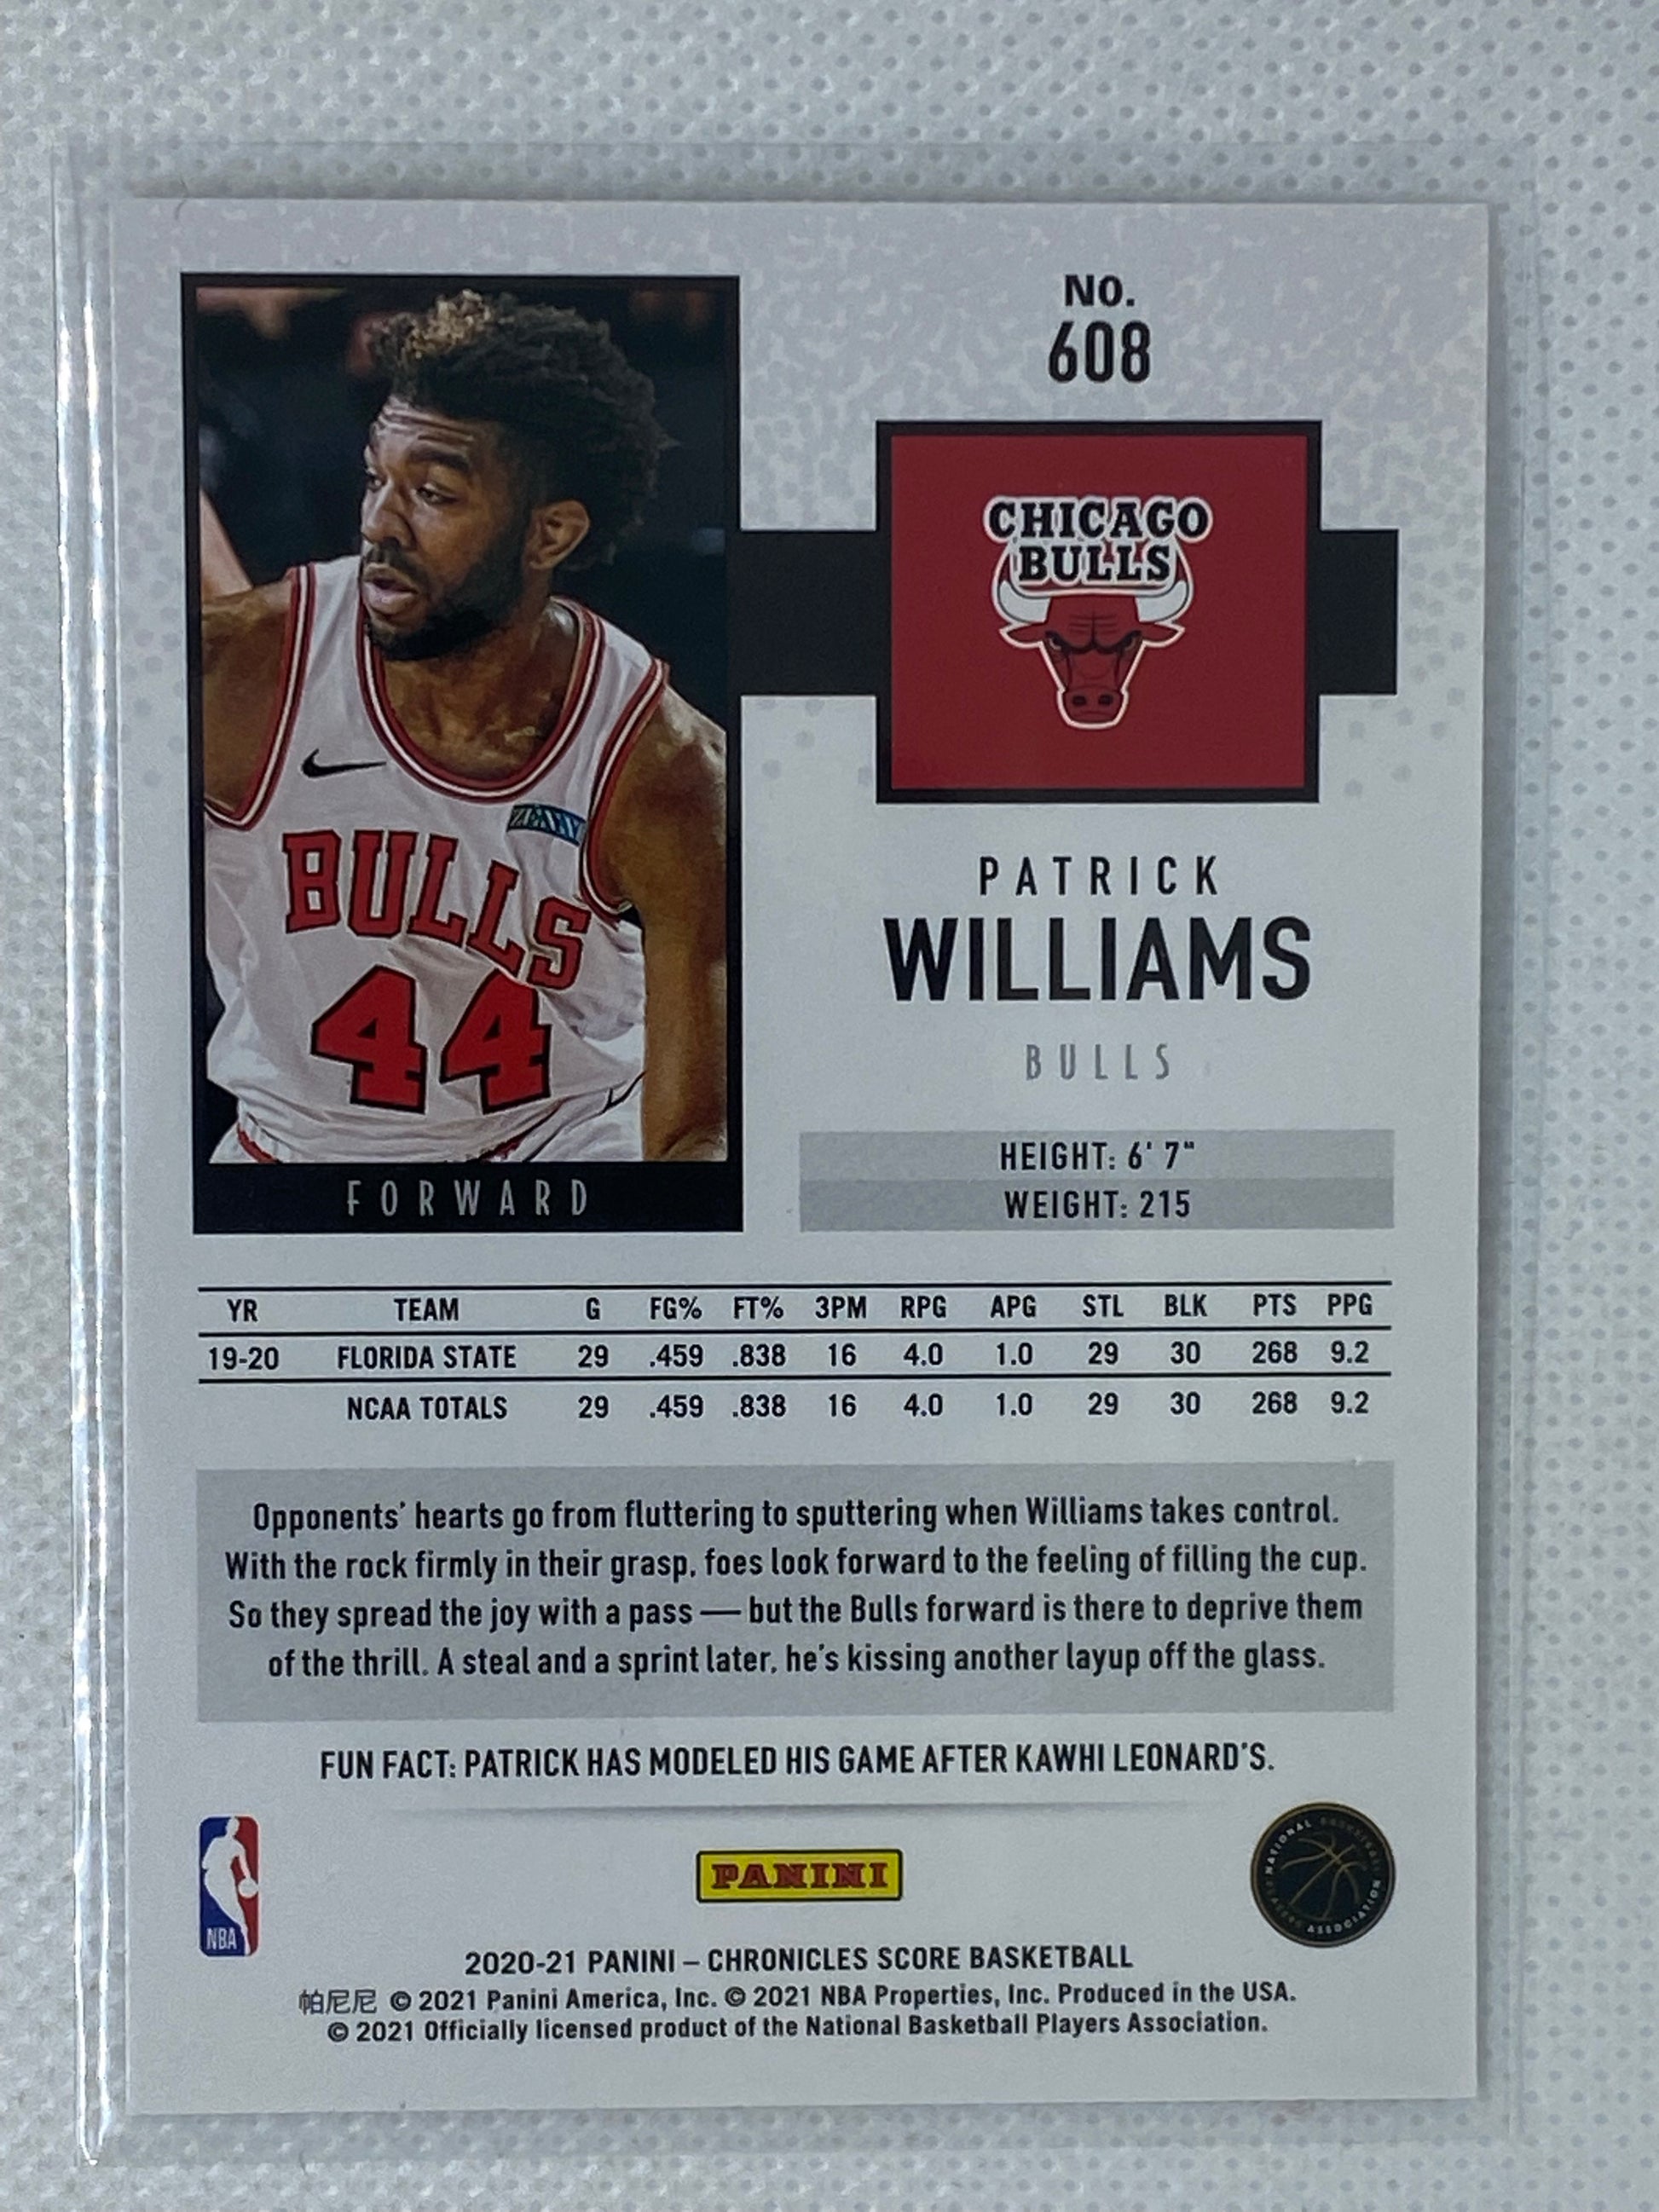 No.
608
CHICAGO
BULLS
BULLS
44
FORWARD
PATRICK
WILLIAMS
BULLS
HEIGHT: 6' 7"
WEIGHT: 215
YR TEAM G FG% FT% 3PM RPG APG STL BLK PTS PPG
19-20 FLORIDA STATE 29 .459 .838 16 4.0 1.0 29 30 268 9.2
NCAA TOTALS 29 .459 .838 16 4.0 1.0 29 30 268 9.2
Opponents' hearts go from fluttering to sputtering when Williams takes control.
With the rock firmly in their grasp, foes look forward to the feeling of filling the cup.
So they spread the joy with a pass — but the Bulls forward is there to deprive them
of the thrill. A steal and a sprint later, he's kissing another layup off the glass.
FUN FACT: PATRICK HAS MODELED HIS GAME AFTER KAWHI LEONARD'S.
NBA
PANINI
NATIONAL BASKETBALL PLAYERS ASSOCIATION
2020-21 PANINI – CHRONICLES SCORE BASKETBALL
帕尼尼 © 2021 Panini America, Inc. © 2021 NBA Properties, Inc. Produced in the USA.
© 2021 Officially licensed product of the National Basketball Players Association.